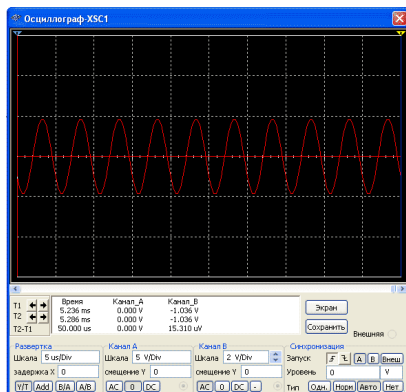 Осциллограф-XSC1
Время Канал_A Канал_B
T1 5.236 ms 0.000 V -1.036 V
T2 5.286 ms 0.000 V -1.036 V
T2-T1 50.000 us 0.000 V 15.310 uV
Экран
Сохранить
Внешняя
Развертка Канал A Канал B Синхронизация
Шкала 5 us/Div Шкала 5 V/Div Шкала 2 V/Div Запуск A B Внеш
задержка X 0 смещение Y 0 смещение Y 0 Уровень 0 V
Y/T Add B/A A/B AC 0 DC AC 0 DC - Тип Одн. Норм Авто Нет